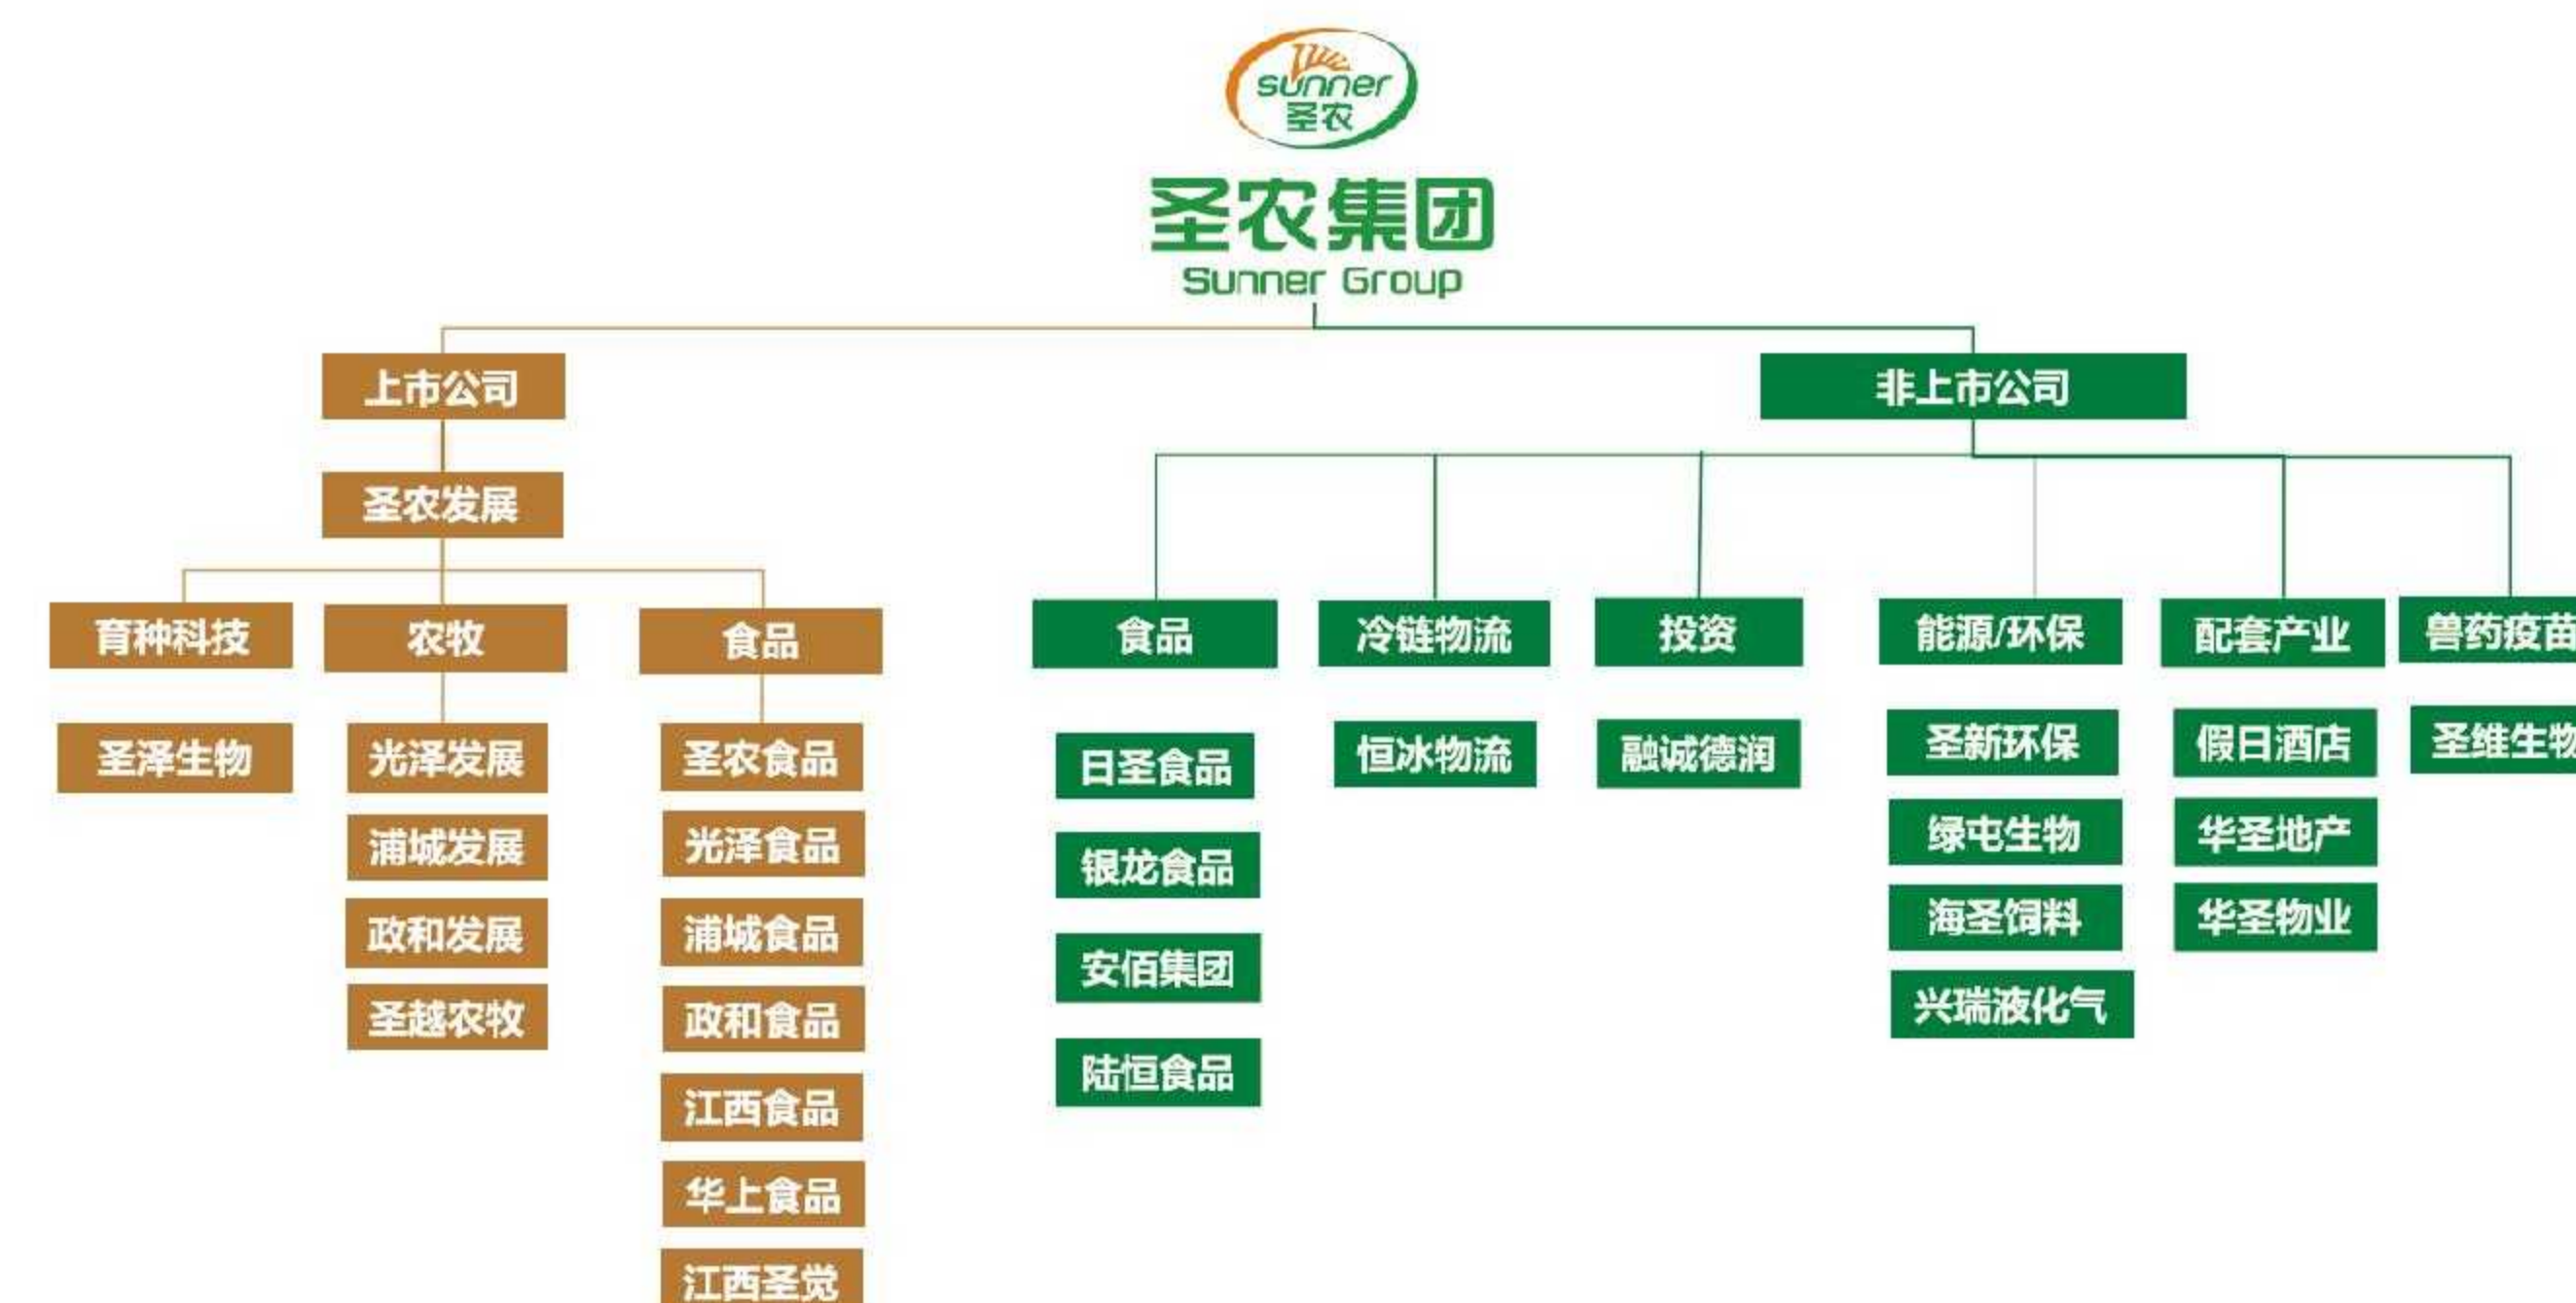 sunner
圣农
圣农集团
Sunner Group
上市公司
非上市公司
圣农发展
育种科技
农牧
食品
食品
冷链物流
投资
能源/环保
配套产业
兽药疫苗
圣泽生物
光泽发展
浦城发展
政和发展
圣越农牧
圣农食品
光泽食品
浦城食品
政和食品
江西食品
华上食品
江西圣觉
日圣食品
银龙食品
安佰集团
陆恒食品
恒冰物流
融诚德润
圣新环保
绿屯生物
海圣饲料
兴瑞液化气
假日酒店
华圣地产
华圣物业
圣维生物